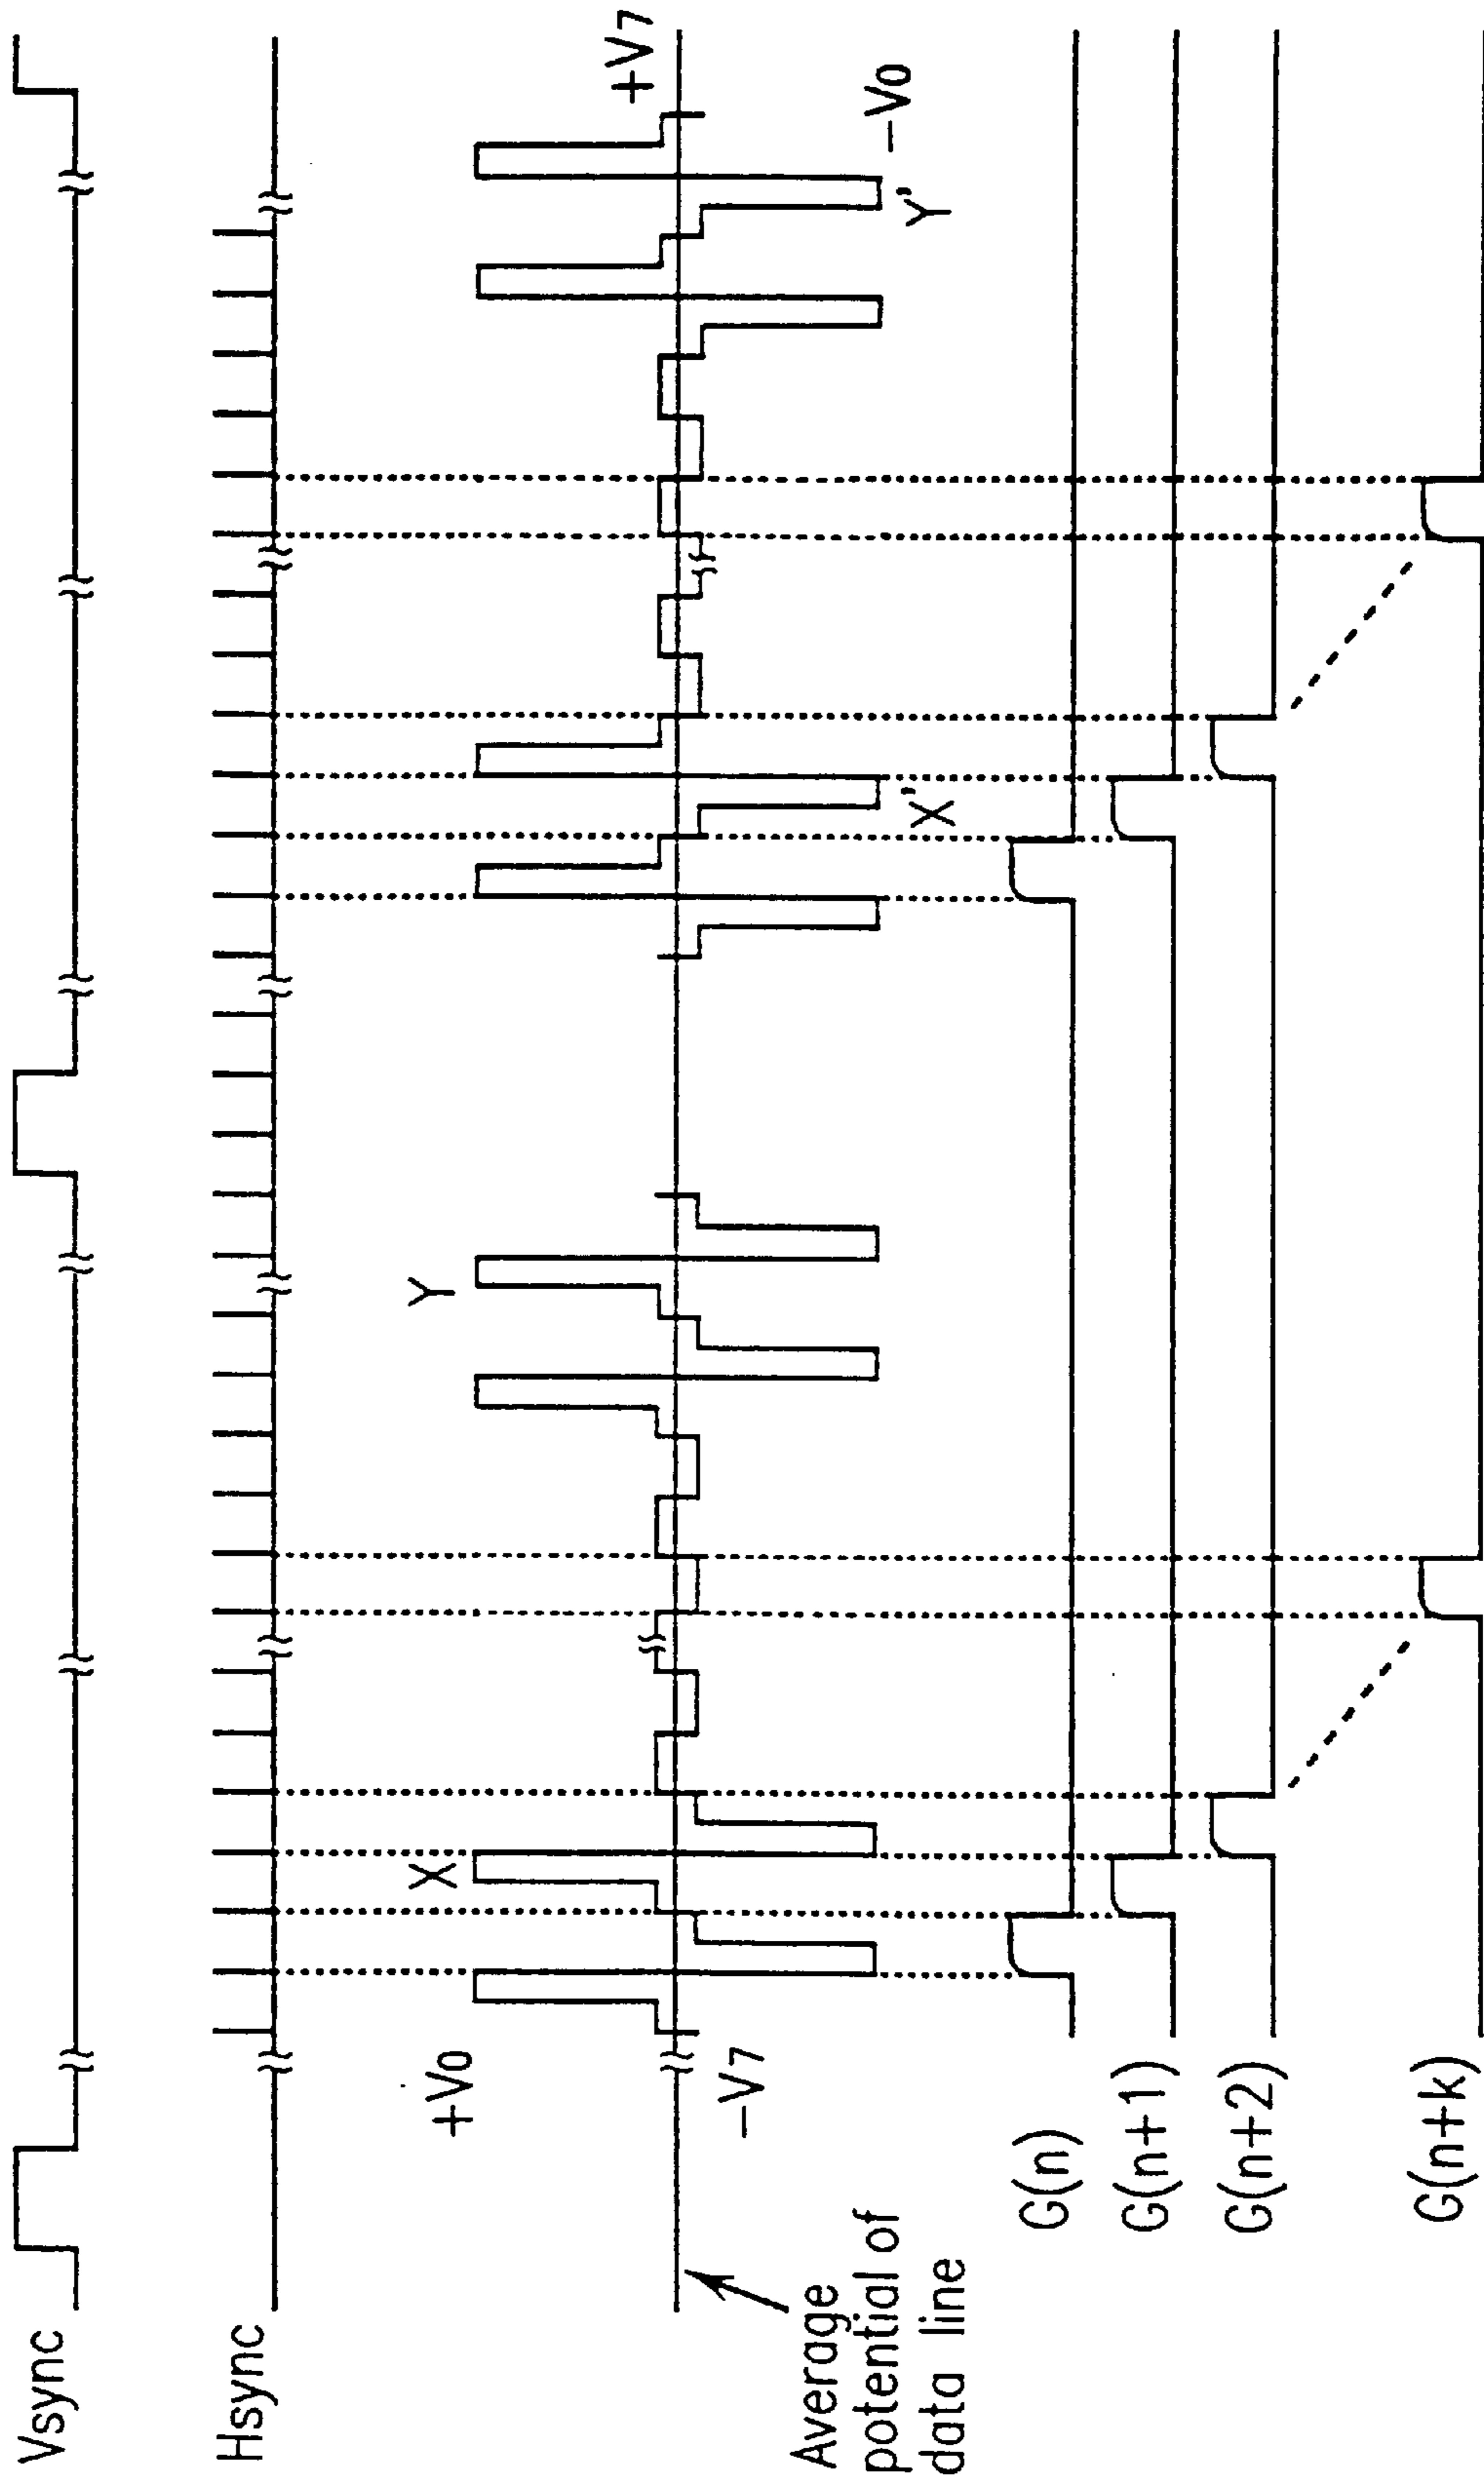 Vsync
Hsync
+V0
-V7
X
Y
X'
Y'
+V7
-V0
Average
potential of
data line
G(n)
G(n+1)
G(n+2)
G(n+k)